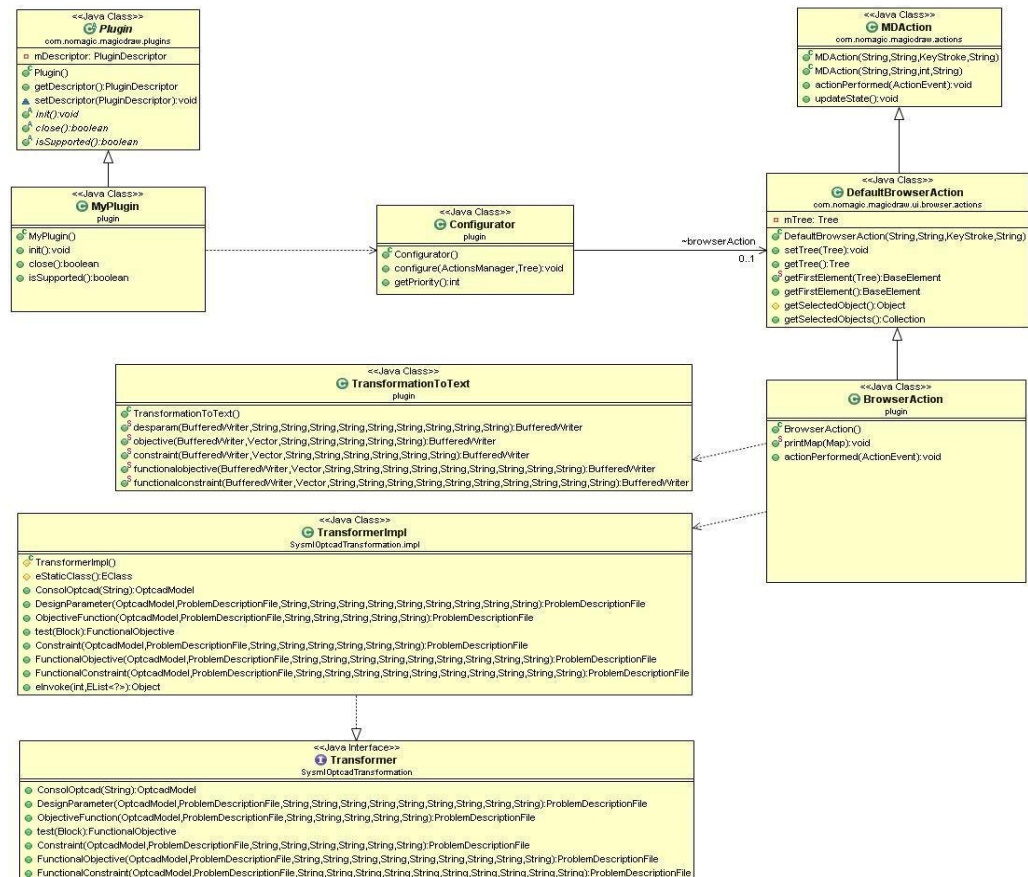 <<Java Class>>
Plugin
com.nomagic.magicdraw.plugins
mDescriptor: PluginDescriptor
Plugin()
getDescriptor():PluginDescriptor
setDescriptor(PluginDescriptor):void
init():void
close():boolean
isSupported():boolean
<<Java Class>>
MDAction
com.nomagic.magicdraw.actions
MDAction(String,String,KeyStroke,String)
MDAction(String,String,int,String)
actionPerformed(ActionEvent):void
updateState():void
<<Java Class>>
MyPlugin
plugin
MyPlugin()
init():void
close():boolean
isSupported():boolean
<<Java Class>>
Configurator
plugin
Configurator()
configure(ActionsManager,Tree):void
getPriority():int
~browserAction
0..1
<<Java Class>>
DefaultBrowserAction
com.nomagic.magicdraw.ui.browser.actions
mTree: Tree
DefaultBrowserAction(String,String,KeyStroke,String)
setTree(Tree):void
getTree():Tree
getFirstElement(Tree):BaseElement
getFirstElement():BaseElement
getSelectedObject():Object
getSelectedObjects():Collection
<<Java Class>>
TransformationToText
plugin
TransformationToText()
desparam(BufferedWriter,String,String,String,String,String,String,String,String,String):BufferedWriter
objective(BufferedWriter,Vector,String,String,String,String,String):BufferedWriter
constraint(BufferedWriter,Vector,String,String,String,String,String):BufferedWriter
functionalobjective(BufferedWriter,Vector,String,String,String,String,String,String,String,String):BufferedWriter
functionalconstraint(BufferedWriter,Vector,String,String,String,String,String,String,String,String,String):BufferedWriter
<<Java Class>>
BrowserAction
plugin
BrowserAction()
printMap(Map):void
actionPerformed(ActionEvent):void
<<Java Class>>
TransformerImpl
SysmlOptcadTransformation.impl
TransformerImpl()
eStaticClass():EClass
ConsolOptcad(String):OptcadModel
DesignParameter(OptcadModel,ProblemDescriptionFile,String,String,String,String,String,String,String,String,String):ProblemDescriptionFile
ObjectiveFunction(OptcadModel,ProblemDescriptionFile,String,String,String,String,String):ProblemDescriptionFile
test(Block):FunctionalObjective
Constraint(OptcadModel,ProblemDescriptionFile,String,String,String,String,String):ProblemDescriptionFile
FunctionalObjective(OptcadModel,ProblemDescriptionFile,String,String,String,String,String,String,String,String,String):ProblemDescriptionFile
FunctionalConstraint(OptcadModel,ProblemDescriptionFile,String,String,String,String,String,String,String,String,String,String):ProblemDescriptionFile
eInvoke(int,EList<?>):Object
<<Java Interface>>
Transformer
SysmlOptcadTransformation
ConsolOptcad(String):OptcadModel
DesignParameter(OptcadModel,ProblemDescriptionFile,String,String,String,String,String,String,String,String,String):ProblemDescriptionFile
ObjectiveFunction(OptcadModel,ProblemDescriptionFile,String,String,String,String,String):ProblemDescriptionFile
test(Block):FunctionalObjective
Constraint(OptcadModel,ProblemDescriptionFile,String,String,String,String,String):ProblemDescriptionFile
FunctionalObjective(OptcadModel,ProblemDescriptionFile,String,String,String,String,String,String,String,String,String):ProblemDescriptionFile
FunctionalConstraint(OptcadModel,ProblemDescriptionFile,String,String,String,String,String,String,String,String,String,String):ProblemDescriptionFile